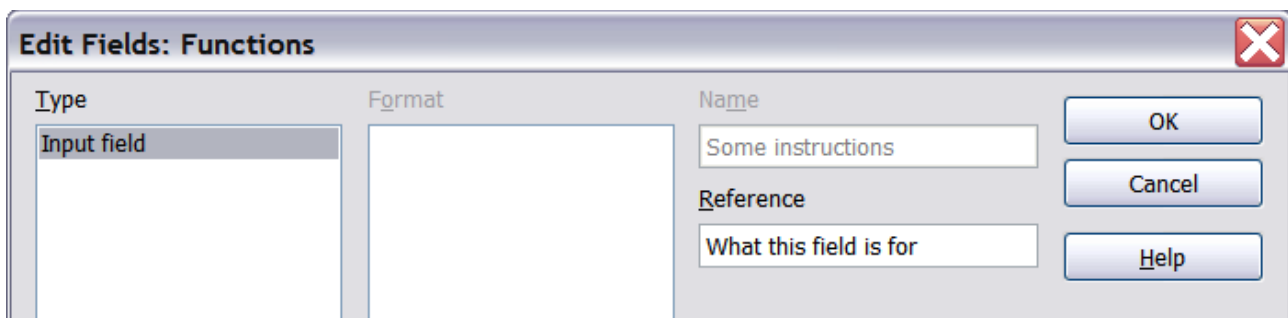 Edit Fields: Functions
Type
Input field
Format
Name
Some instructions
Reference
What this field is for
OK
Cancel
Help